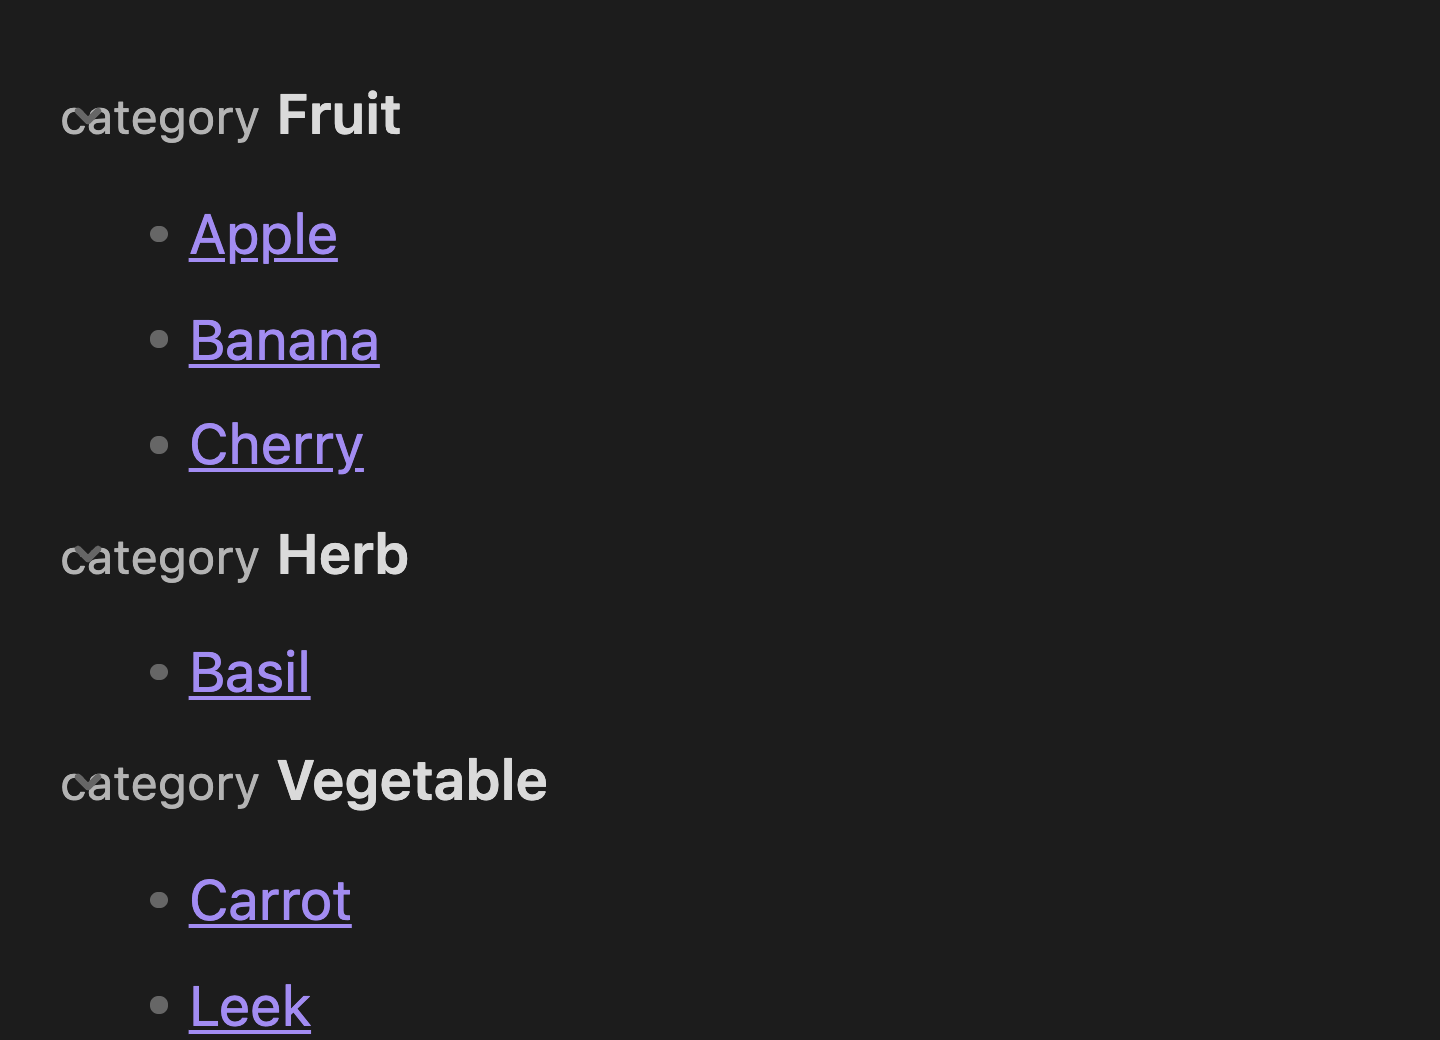 category Fruit
Apple
Banana
Cherry
category Herb
Basil
category Vegetable
Carrot
Leek